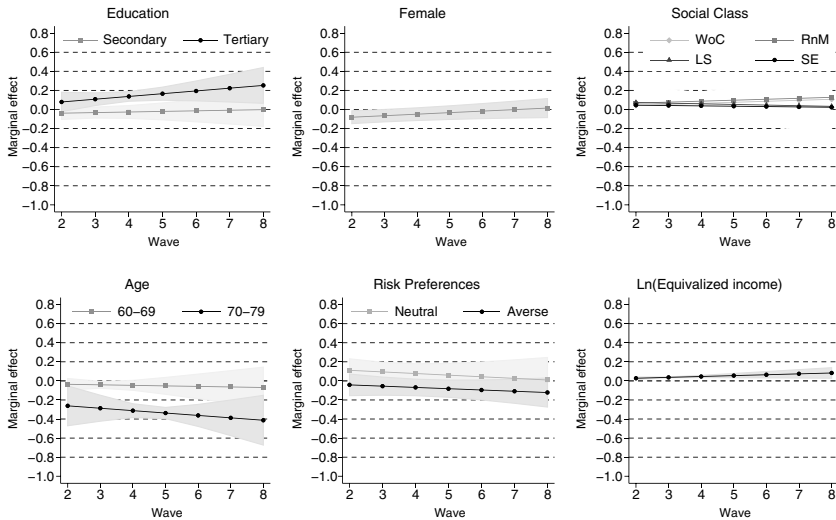 Education
Secondary Tertiary
Marginal effect
0.8
0.6
0.4
0.2
0.0
−0.2
−0.4
−0.6
−0.8
−1.0
2 3 4 5 6 7 8
Wave
Female
Marginal effect
0.8
0.6
0.4
0.2
0.0
−0.2
−0.4
−0.6
−0.8
−1.0
2 3 4 5 6 7 8
Wave
Social Class
WoC RnM
LS SE
Marginal effect
0.8
0.6
0.4
0.2
0.0
−0.2
−0.4
−0.6
−0.8
−1.0
2 3 4 5 6 7 8
Wave
Age
60−69 70−79
Marginal effect
0.8
0.6
0.4
0.2
0.0
−0.2
−0.4
−0.6
−0.8
−1.0
2 3 4 5 6 7 8
Wave
Risk Preferences
Neutral Averse
Marginal effect
0.8
0.6
0.4
0.2
0.0
−0.2
−0.4
−0.6
−0.8
−1.0
2 3 4 5 6 7 8
Wave
Ln(Equivalized income)
Marginal effect
0.8
0.6
0.4
0.2
0.0
−0.2
−0.4
−0.6
−0.8
−1.0
2 3 4 5 6 7 8
Wave